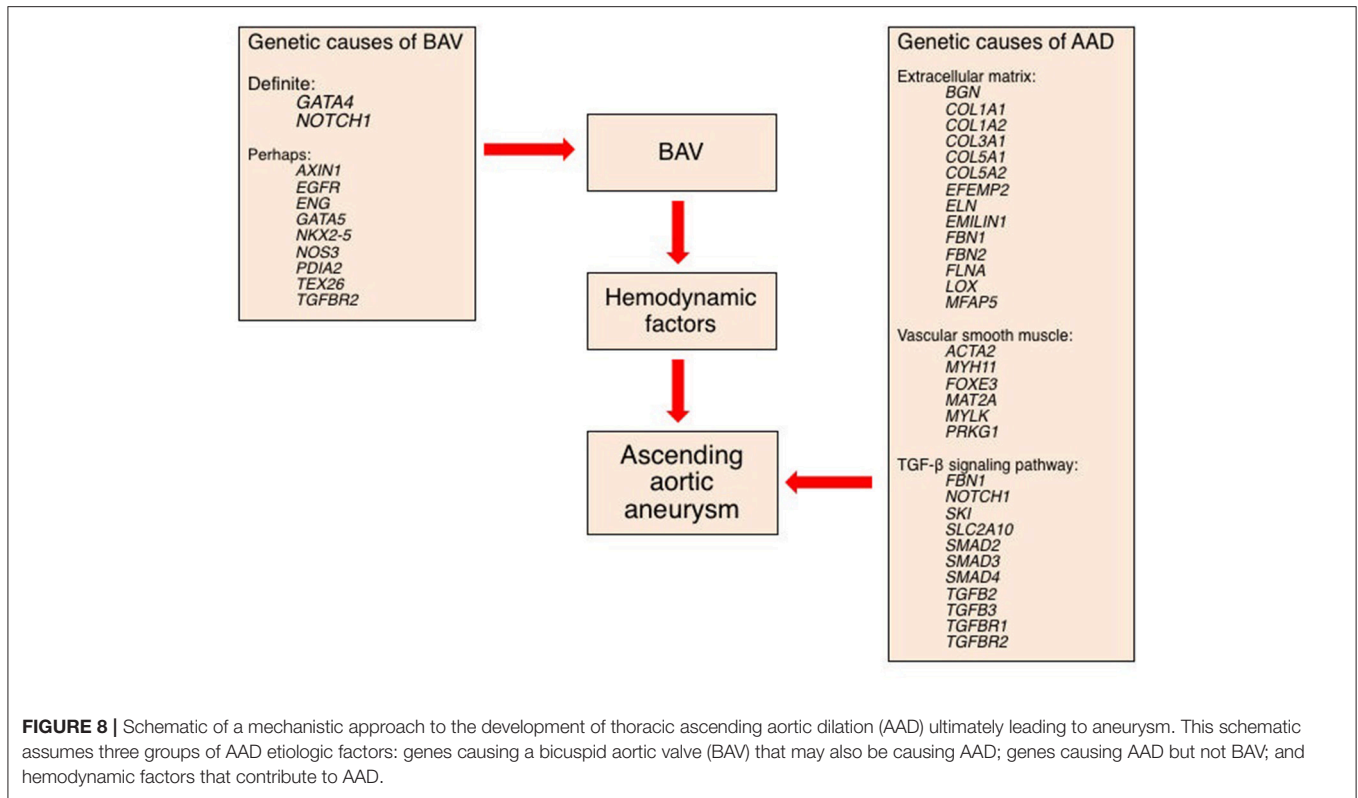 Genetic causes of BAV
Definite:
GATA4
NOTCH1
Perhaps:
AXIN1
EGFR
ENG
GATA5
NKX2-5
NOS3
PDIA2
TEX26
TGFBR2
BAV
Hemodynamic
factors
Ascending
aortic
aneurysm
Genetic causes of AAD
Extracellular matrix:
BGN
COL1A1
COL1A2
COL3A1
COL5A1
COL5A2
EFEMP2
ELN
EMILIN1
FBN1
FBN2
FLNA
LOX
MFAP5
Vascular smooth muscle:
ACTA2
MYH11
FOXE3
MAT2A
MYLK
PRKG1
TGF-β signaling pathway:
FBN1
NOTCH1
SKI
SLC2A10
SMAD2
SMAD3
SMAD4
TGFB2
TGFB3
TGFBR1
TGFBR2
FIGURE 8 | Schematic of a mechanistic approach to the development of thoracic ascending aortic dilation (AAD) ultimately leading to aneurysm. This schematic
assumes three groups of AAD etiologic factors: genes causing a bicuspid aortic valve (BAV) that may also be causing AAD; genes causing AAD but not BAV; and
hemodynamic factors that contribute to AAD.